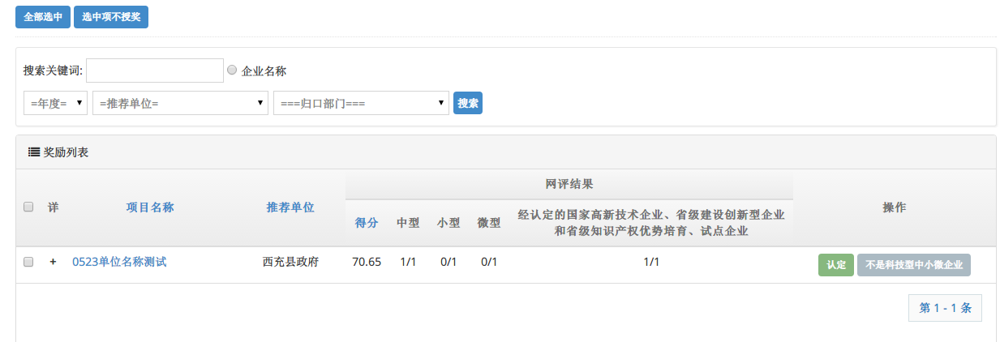 全部选中 选中项不授奖
搜索关键词: 企业名称
=年度= =推荐单位= ===归口部门=== 搜索
奖励列表
网评结果
详 项目名称 推荐单位 操作
得分 中型 小型 微型 经认定的国家高新技术企业、省级建设创新型企业
和省级知识产权优势培育、试点企业
+ 0523单位名称测试 西充县政府 70.65 1/1 0/1 0/1 1/1 认定 不是科技型中小微企业
第 1 - 1 条